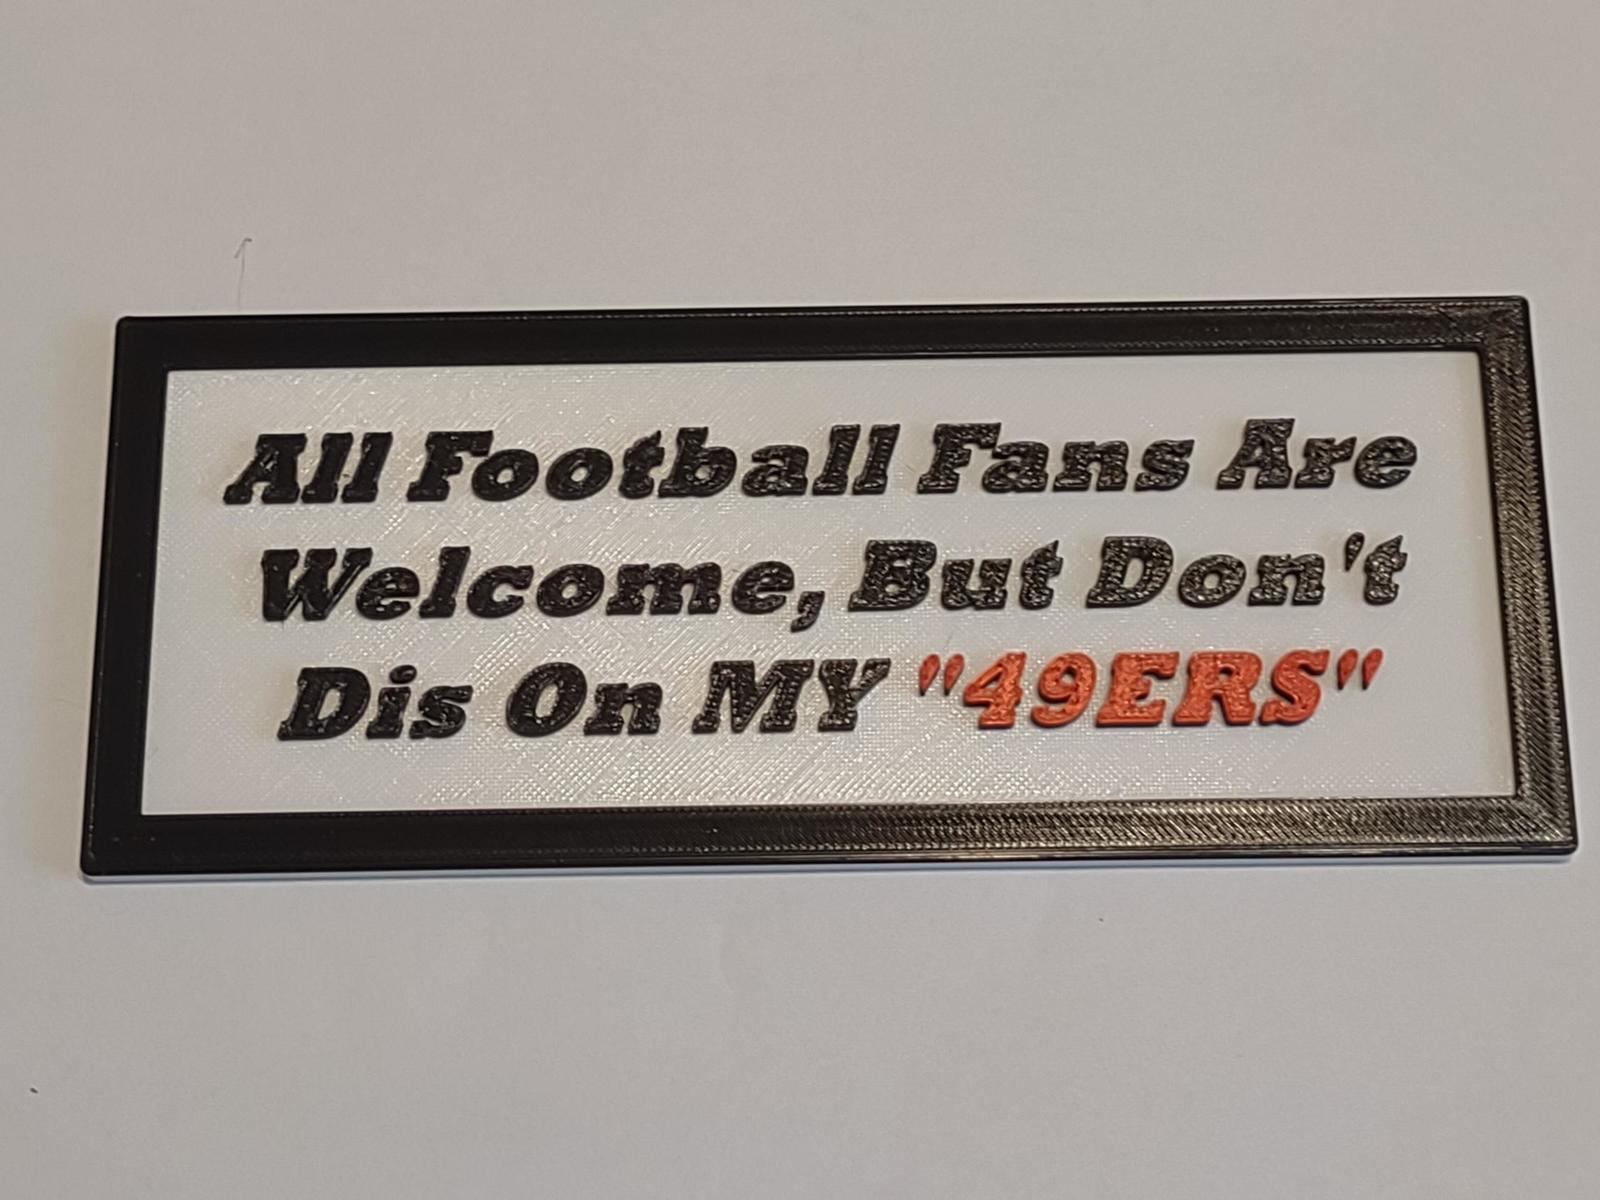 All Football Fans Are
Welcome, But Don't
Dis On MY "49ERS"